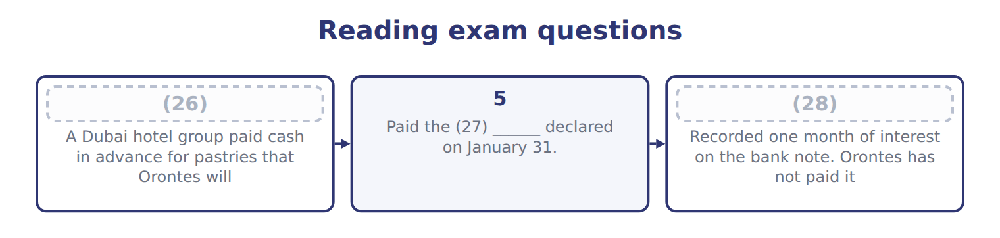 Reading exam questions
(26)
A Dubai hotel group paid cash
in advance for pastries that
Orontes will
5
Paid the (27) ______ declared
on January 31.
(28)
Recorded one month of interest
on the bank note. Orontes has
not paid it